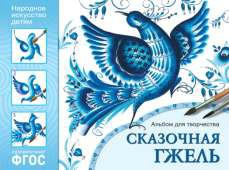 Народное
искусство
детям
Альбом для творчества
СКАЗОЧНАЯ
ГЖЕЛЬ
ФГОС